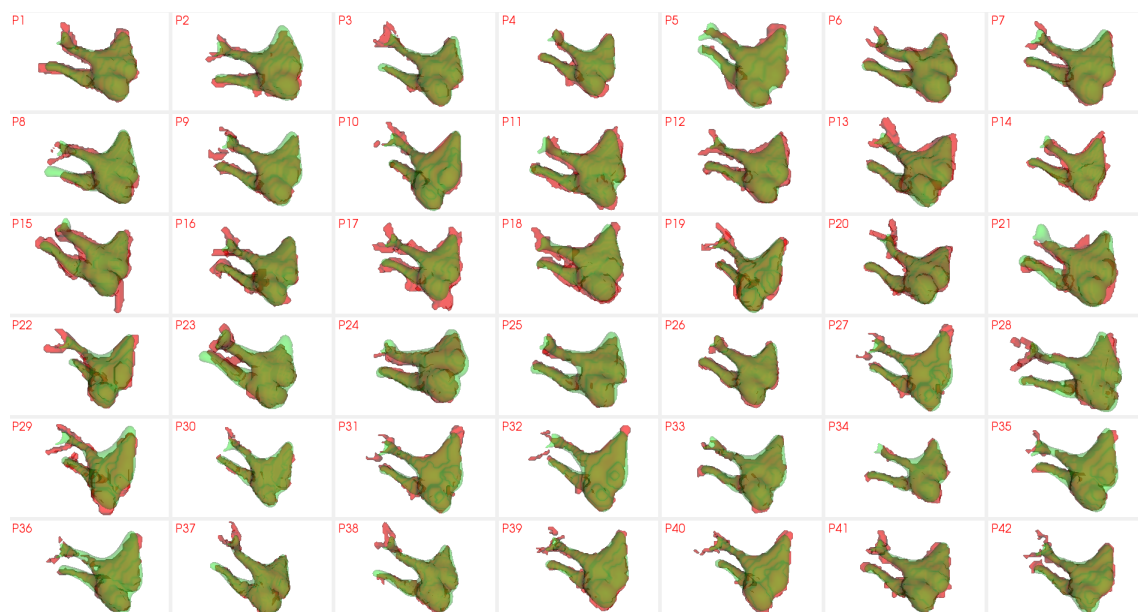 P1 P2 P3 P4 P5 P6 P7
P8 P9 P10 P11 P12 P13 P14
P15 P16 P17 P18 P19 P20 P21
P22 P23 P24 P25 P26 P27 P28
P29 P30 P31 P32 P33 P34 P35
P36 P37 P38 P39 P40 P41 P42